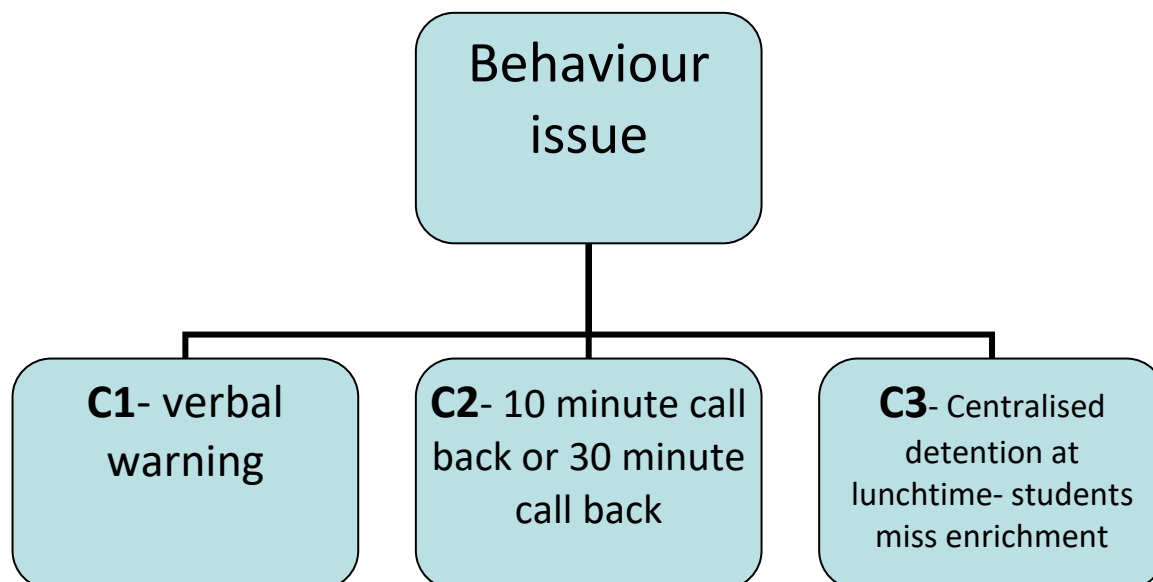 Behaviour
issue
C1- verbal
warning
C2- 10 minute call
back or 30 minute
call back
C3- Centralised
detention at
lunchtime- students
miss enrichment